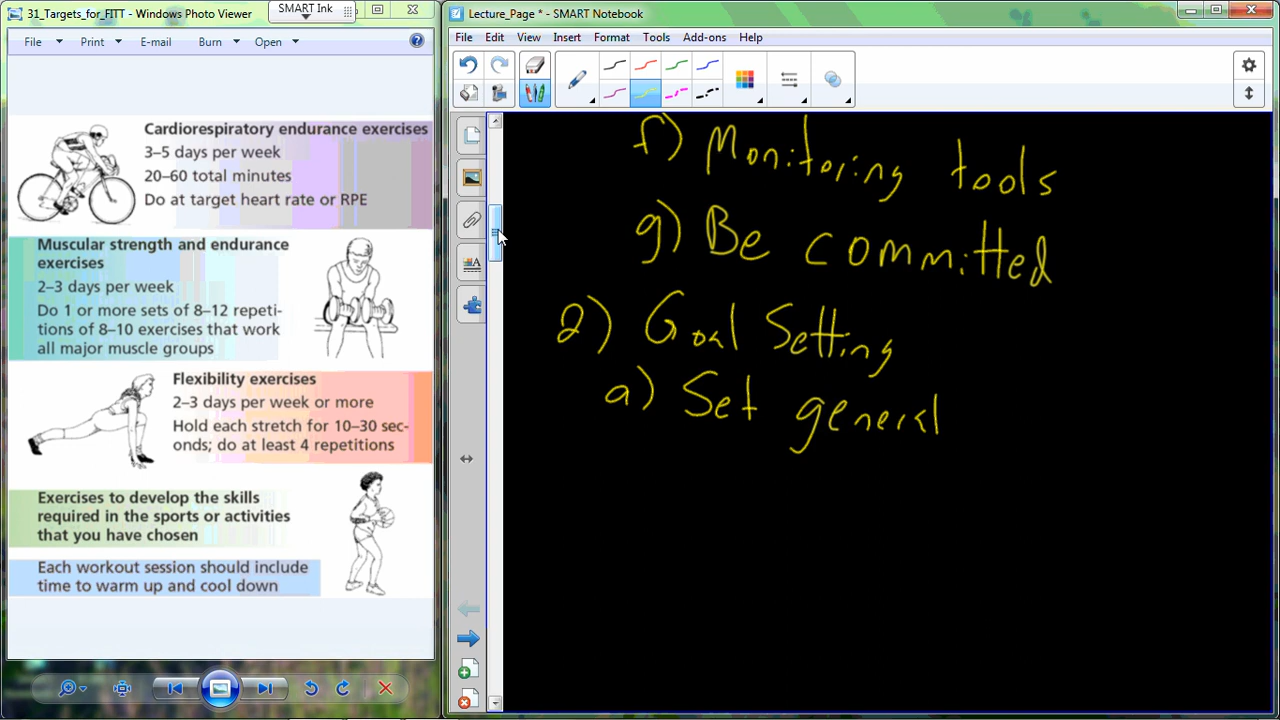 31_Targets_for_FITT - Windows Photo Viewer
SMART Ink
File Print E-mail Burn Open
Cardiorespiratory endurance exercises
3–5 days per week
20–60 total minutes
Do at target heart rate or RPE
Muscular strength and endurance
exercises
2–3 days per week
Do 1 or more sets of 8–12 repeti-
tions of 8–10 exercises that work
all major muscle groups
Flexibility exercises
2–3 days per week or more
Hold each stretch for 10–30 sec-
onds; do at least 4 repetitions
Exercises to develop the skills
required in the sports or activities
that you have chosen
Each workout session should include
time to warm up and cool down
Lecture_Page * - SMART Notebook
File Edit View Insert Format Tools Add-ons Help
f) Monitoring tools
g) Be committed
2) Goal Setting
a) Set general